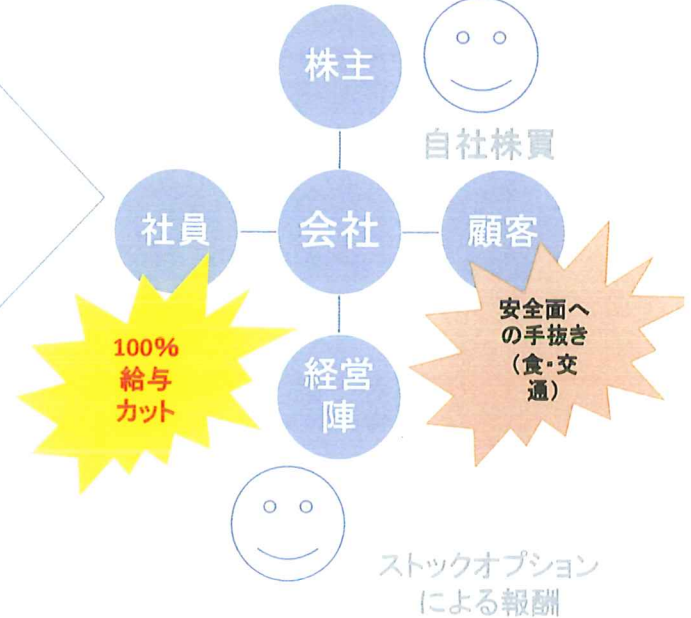 株主
自社株買
社員
会社
顧客
100%
給与
カット
安全面へ
の手抜き
(食・交
通)
経営
陣
ストックオプション
による報酬